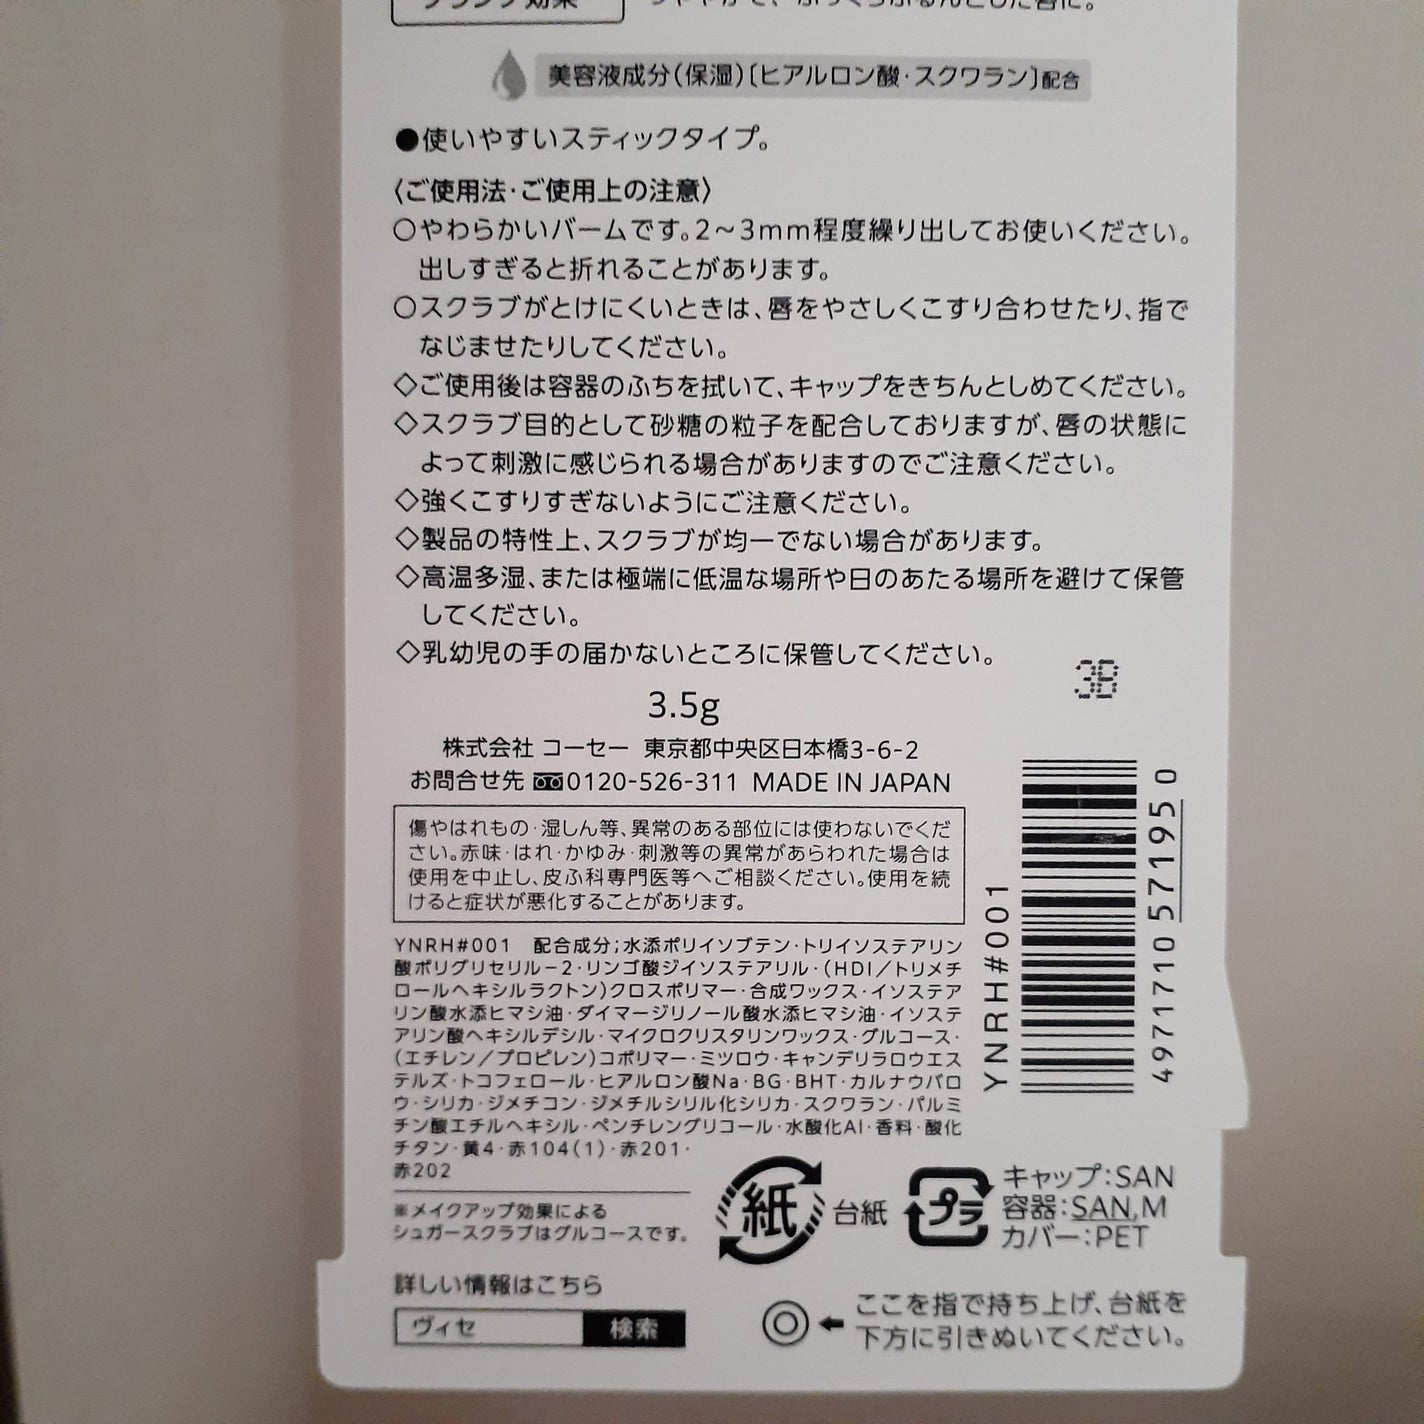 プランプ効果 つややかで、ふっくらぷるんとした唇に。
美容液成分(保湿)〔ヒアルロン酸・スクワラン〕配合
●使いやすいスティックタイプ。
〈ご使用法・ご使用上の注意〉
○やわらかいバームです。2～3mm程度繰り出してお使いください。
出しすぎると折れることがあります。
○スクラブがとけにくいときは、唇をやさしくこすり合わせたり、指で
なじませたりしてください。
◇ご使用後は容器のふちを拭いて、キャップをきちんとしめてください。
◇スクラブ目的として砂糖の粒子を配合しておりますが、唇の状態に
よって刺激に感じられる場合がありますのでご注意ください。
◇強くこすりすぎないようにご注意ください。
◇製品の特性上、スクラブが均一でない場合があります。
◇高温多湿、または極端に低温な場所や日のあたる場所を避けて保管
してください。
◇乳幼児の手の届かないところに保管してください。
3B
3.5g
株式会社 コーセー 東京都中央区日本橋3-6-2
お問合せ先 0120-526-311 MADE IN JAPAN
傷やはれもの・湿しん等、異常のある部位には使わないでくだ
さい。赤味・はれ・かゆみ・刺激等の異常があらわれた場合は
使用を中止し、皮ふ科専門医等へご相談ください。使用を続
けると症状が悪化することがあります。
YNRH#001 配合成分;水添ポリイソブテン・トリイソステアリン
酸ポリグリセリル-2・リンゴ酸ジイソステアリル・(HDI/トリメチ
ロールヘキシルラクトン)クロスポリマー・合成ワックス・イソステア
リン酸水添ヒマシ油・ダイマージリノール酸水添ヒマシ油・イソステ
アリン酸ヘキシルデシル・マイクロクリスタリンワックス・グルコース・
(エチレン/プロピレン)コポリマー・ミツロウ・キャンデリラロウエス
テルズ・トコフェロール・ヒアルロン酸Na・BG・BHT・カルナウバロ
ウ・シリカ・ジメチコン・ジメチルシリル化シリカ・スクワラン・パルミ
チン酸エチルヘキシル・ペンチレングリコール・水酸化Al・香料・酸化
チタン・黄4・赤104(1)・赤201・
赤202
YNRH#001
4971710 571950
※メイクアップ効果による
シュガースクラブはグルコースです。
紙 台紙
プラ
キャップ:SAN
容器:SAN,M
カバー:PET
詳しい情報はこちら
ヴィセ 検索
ここを指で持ち上げ、台紙を
下方に引きぬいてください。